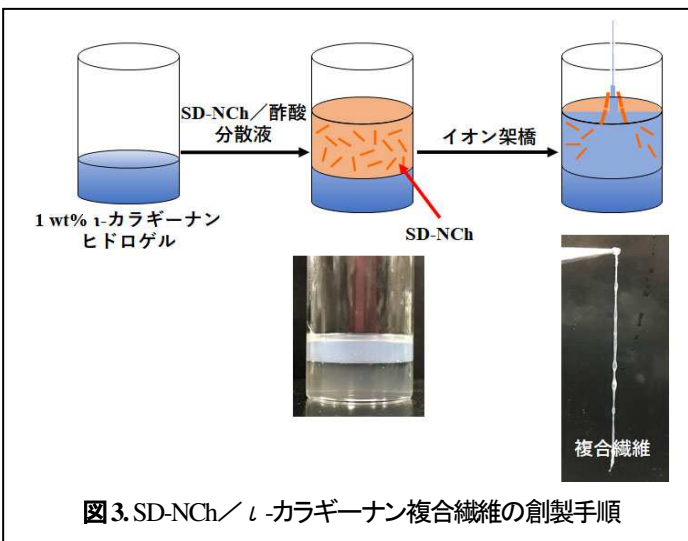 SD-NCh／酢酸
分散液
イオン架橋
1 wt% ι-カラギーナン
ヒドロゲル
SD-NCh
複合繊維
図3. SD-NCh／ι-カラギーナン複合繊維の創製手順